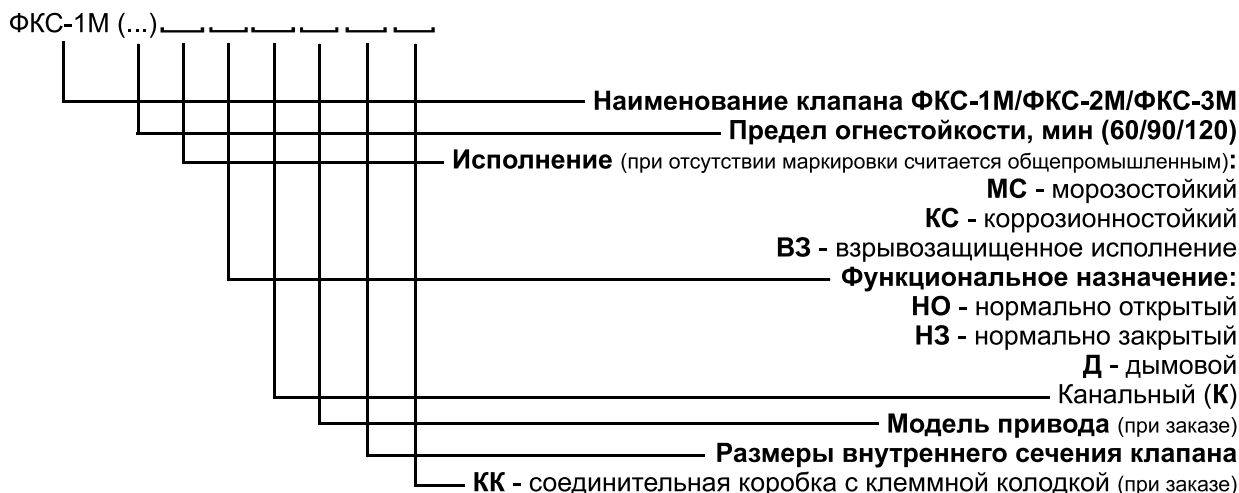 ФКС-1М (...)
Наименование клапана ФКС-1М/ФКС-2М/ФКС-3М
Предел огнестойкости, мин (60/90/120)
Исполнение (при отсутствии маркировки считается общепромышленным):
МС - морозостойкий
КС - коррозионностойкий
ВЗ - взрывозащищенное исполнение
Функциональное назначение:
НО - нормально открытый
НЗ - нормально закрытый
Д - дымовой
Канальный (К)
Модель привода (при заказе)
Размеры внутреннего сечения клапана
КК - соединительная коробка с клеммной колодкой (при заказе)